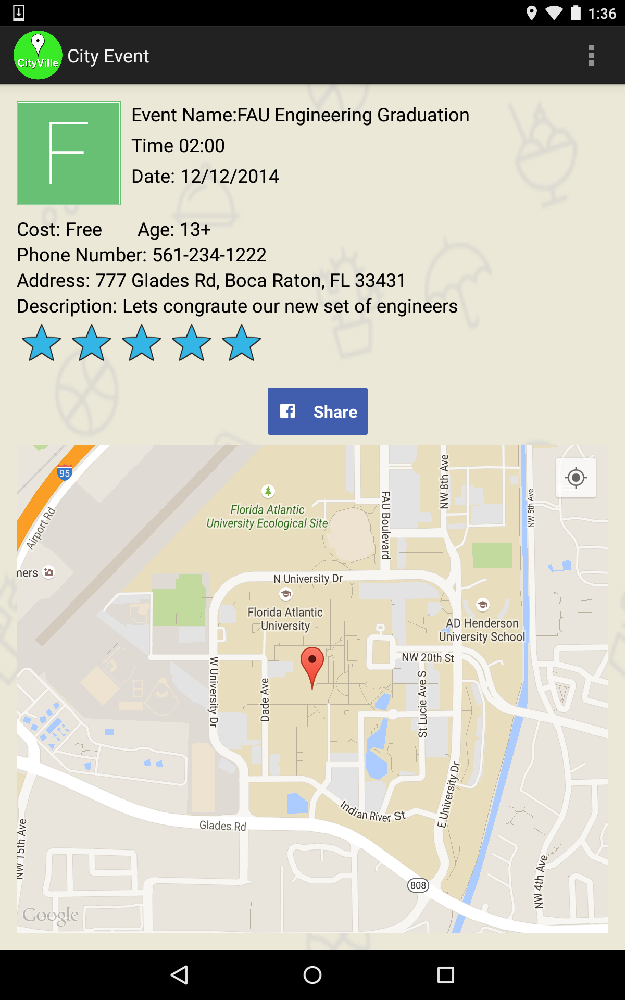 1:36
CityVille
City Event
F
Event Name:FAU Engineering Graduation
Time 02:00
Date: 12/12/2014
Cost: Free Age: 13+
Phone Number: 561-234-1222
Address: 777 Glades Rd, Boca Raton, FL 33431
Description: Lets congraute our new set of engineers
Share
95
Airport Rd
Florida Atlantic
University Ecological Site
FAU Boulevard
NW 8th Ave
NW 5th Ave
ners
N University Dr
Florida Atlantic
University
AD Henderson
University School
NW 20th St
W University Dr
Dade Ave
St Lucie Ave S
E University Dr
Indian River St
Glades Rd
NW 15th Ave
808
NW 4th Ave
Google